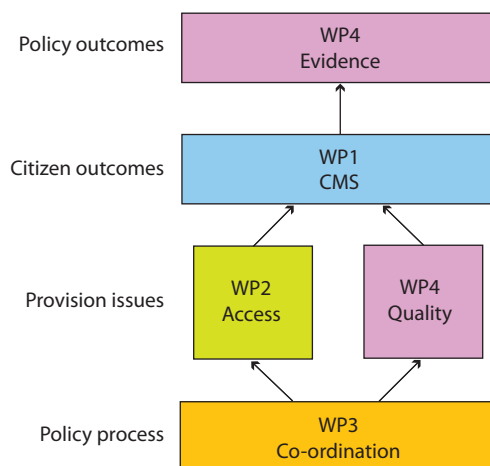 Policy outcomes
WP4
Evidence
Citizen outcomes
WP1
CMS
Provision issues
WP2
Access
WP4
Quality
Policy process
WP3
Co-ordination